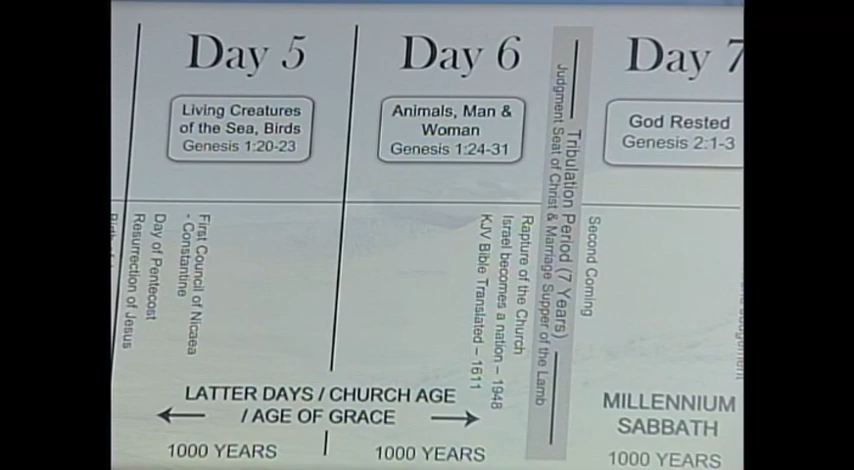 Day 5
Day 6
Day 7
Living Creatures
of the Sea, Birds
Genesis 1:20-23
Animals, Man &
Woman
Genesis 1:24-31
God Rested
Genesis 2:1-3
Resurrection of Jesus
Day of Pentecost
First Council of Nicaea
- Constantine
KJV Bible Translated – 1611
Israel becomes a nation – 1948
Rapture of the Church
Tribulation Period (7 Years)
Judgment Seat of Christ & Marriage Supper of the Lamb
Second Coming
LATTER DAYS / CHURCH AGE
/ AGE OF GRACE
1000 YEARS
1000 YEARS
MILLENNIUM
SABBATH
1000 YEARS